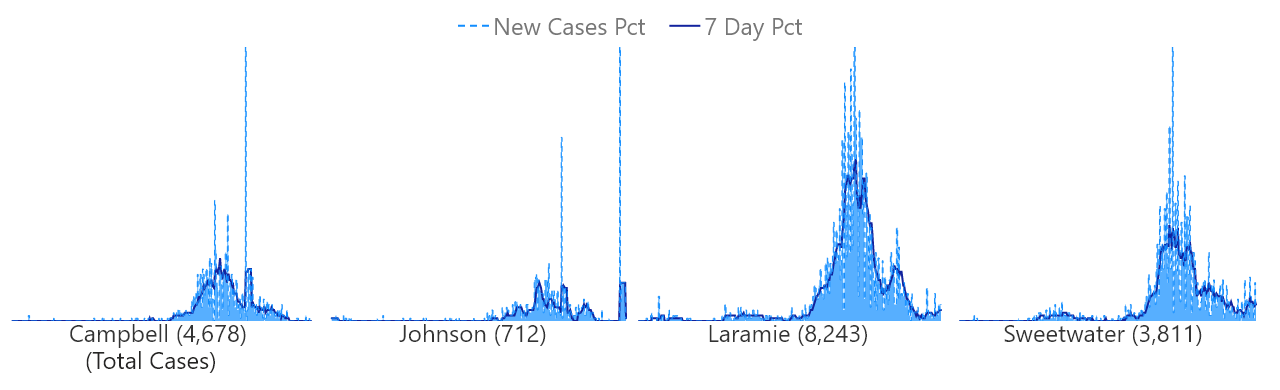 New Cases Pct 7 Day Pct
Campbell (4,678) Johnson (712) Laramie (8,243) Sweetwater (3,811)
(Total Cases)